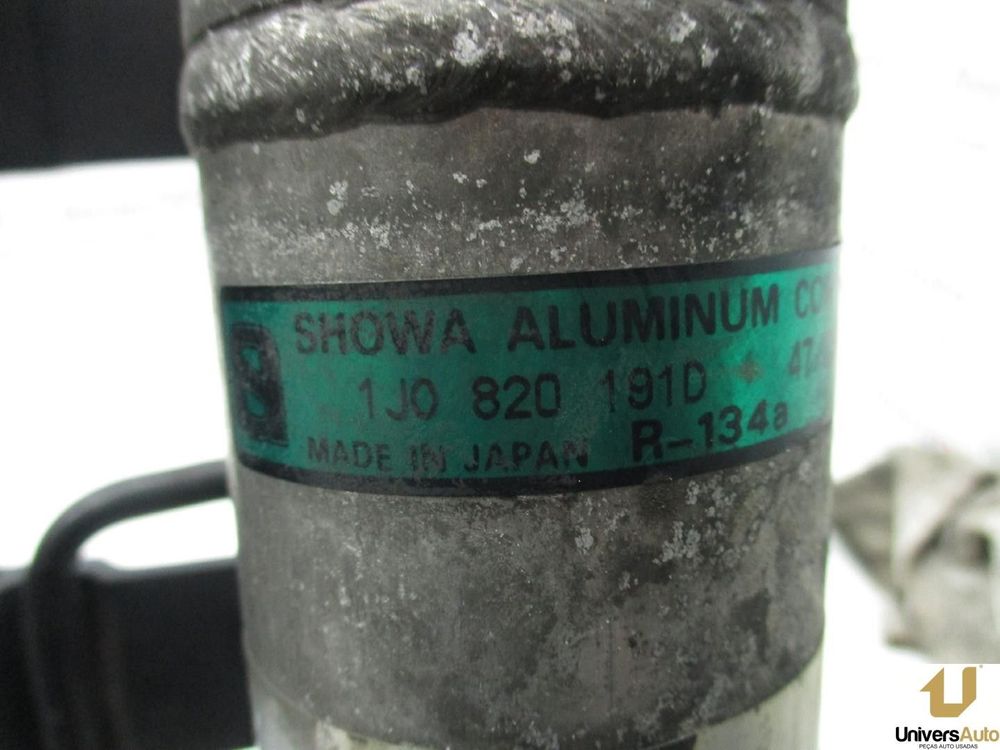 SHOWA ALUMINUM
1J0 820 191D
R-134a
MADE IN JAPAN
UniversAuto
PEÇAS AUTO USADAS